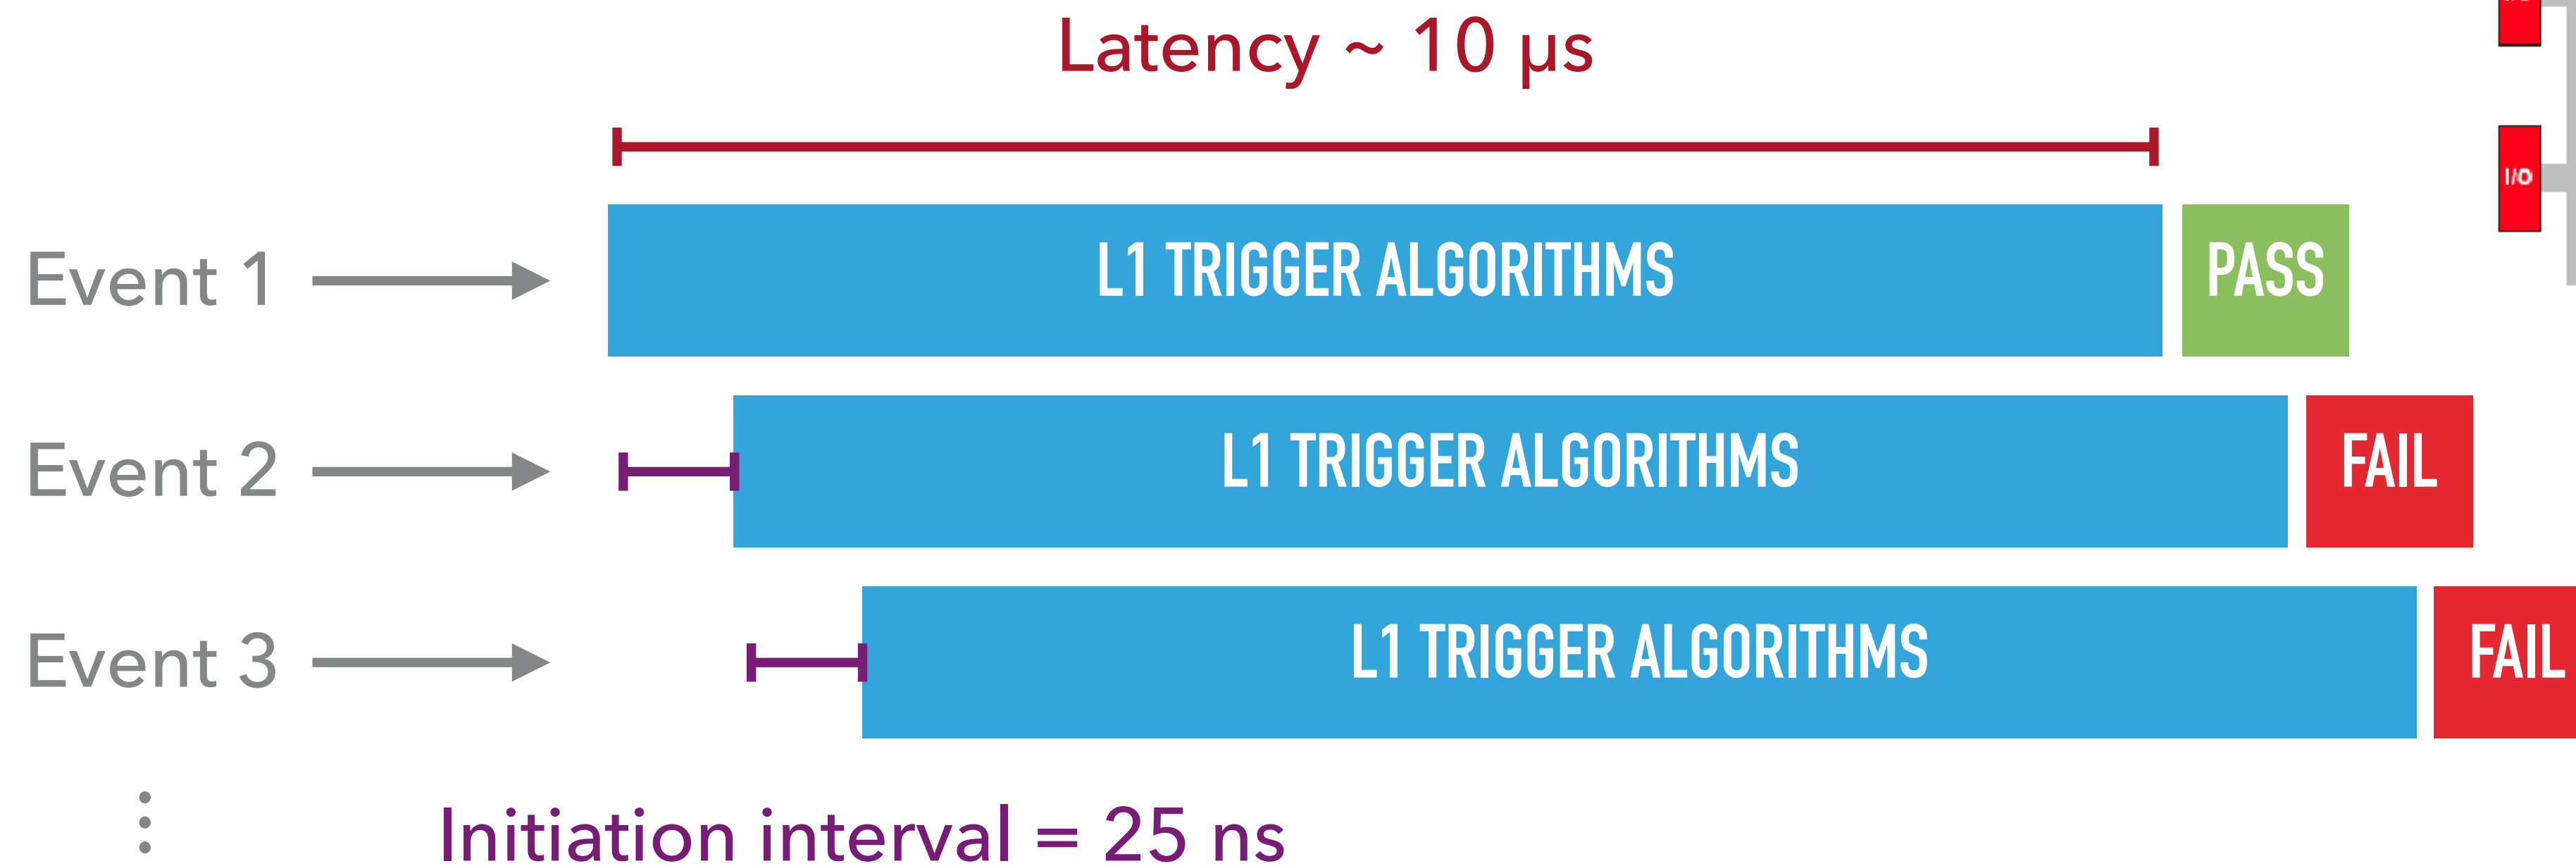 Latency ~ 10 μs
I/O
Event 1
L1 TRIGGER ALGORITHMS
PASS
Event 2
L1 TRIGGER ALGORITHMS
FAIL
Event 3
L1 TRIGGER ALGORITHMS
FAIL
Initiation interval = 25 ns